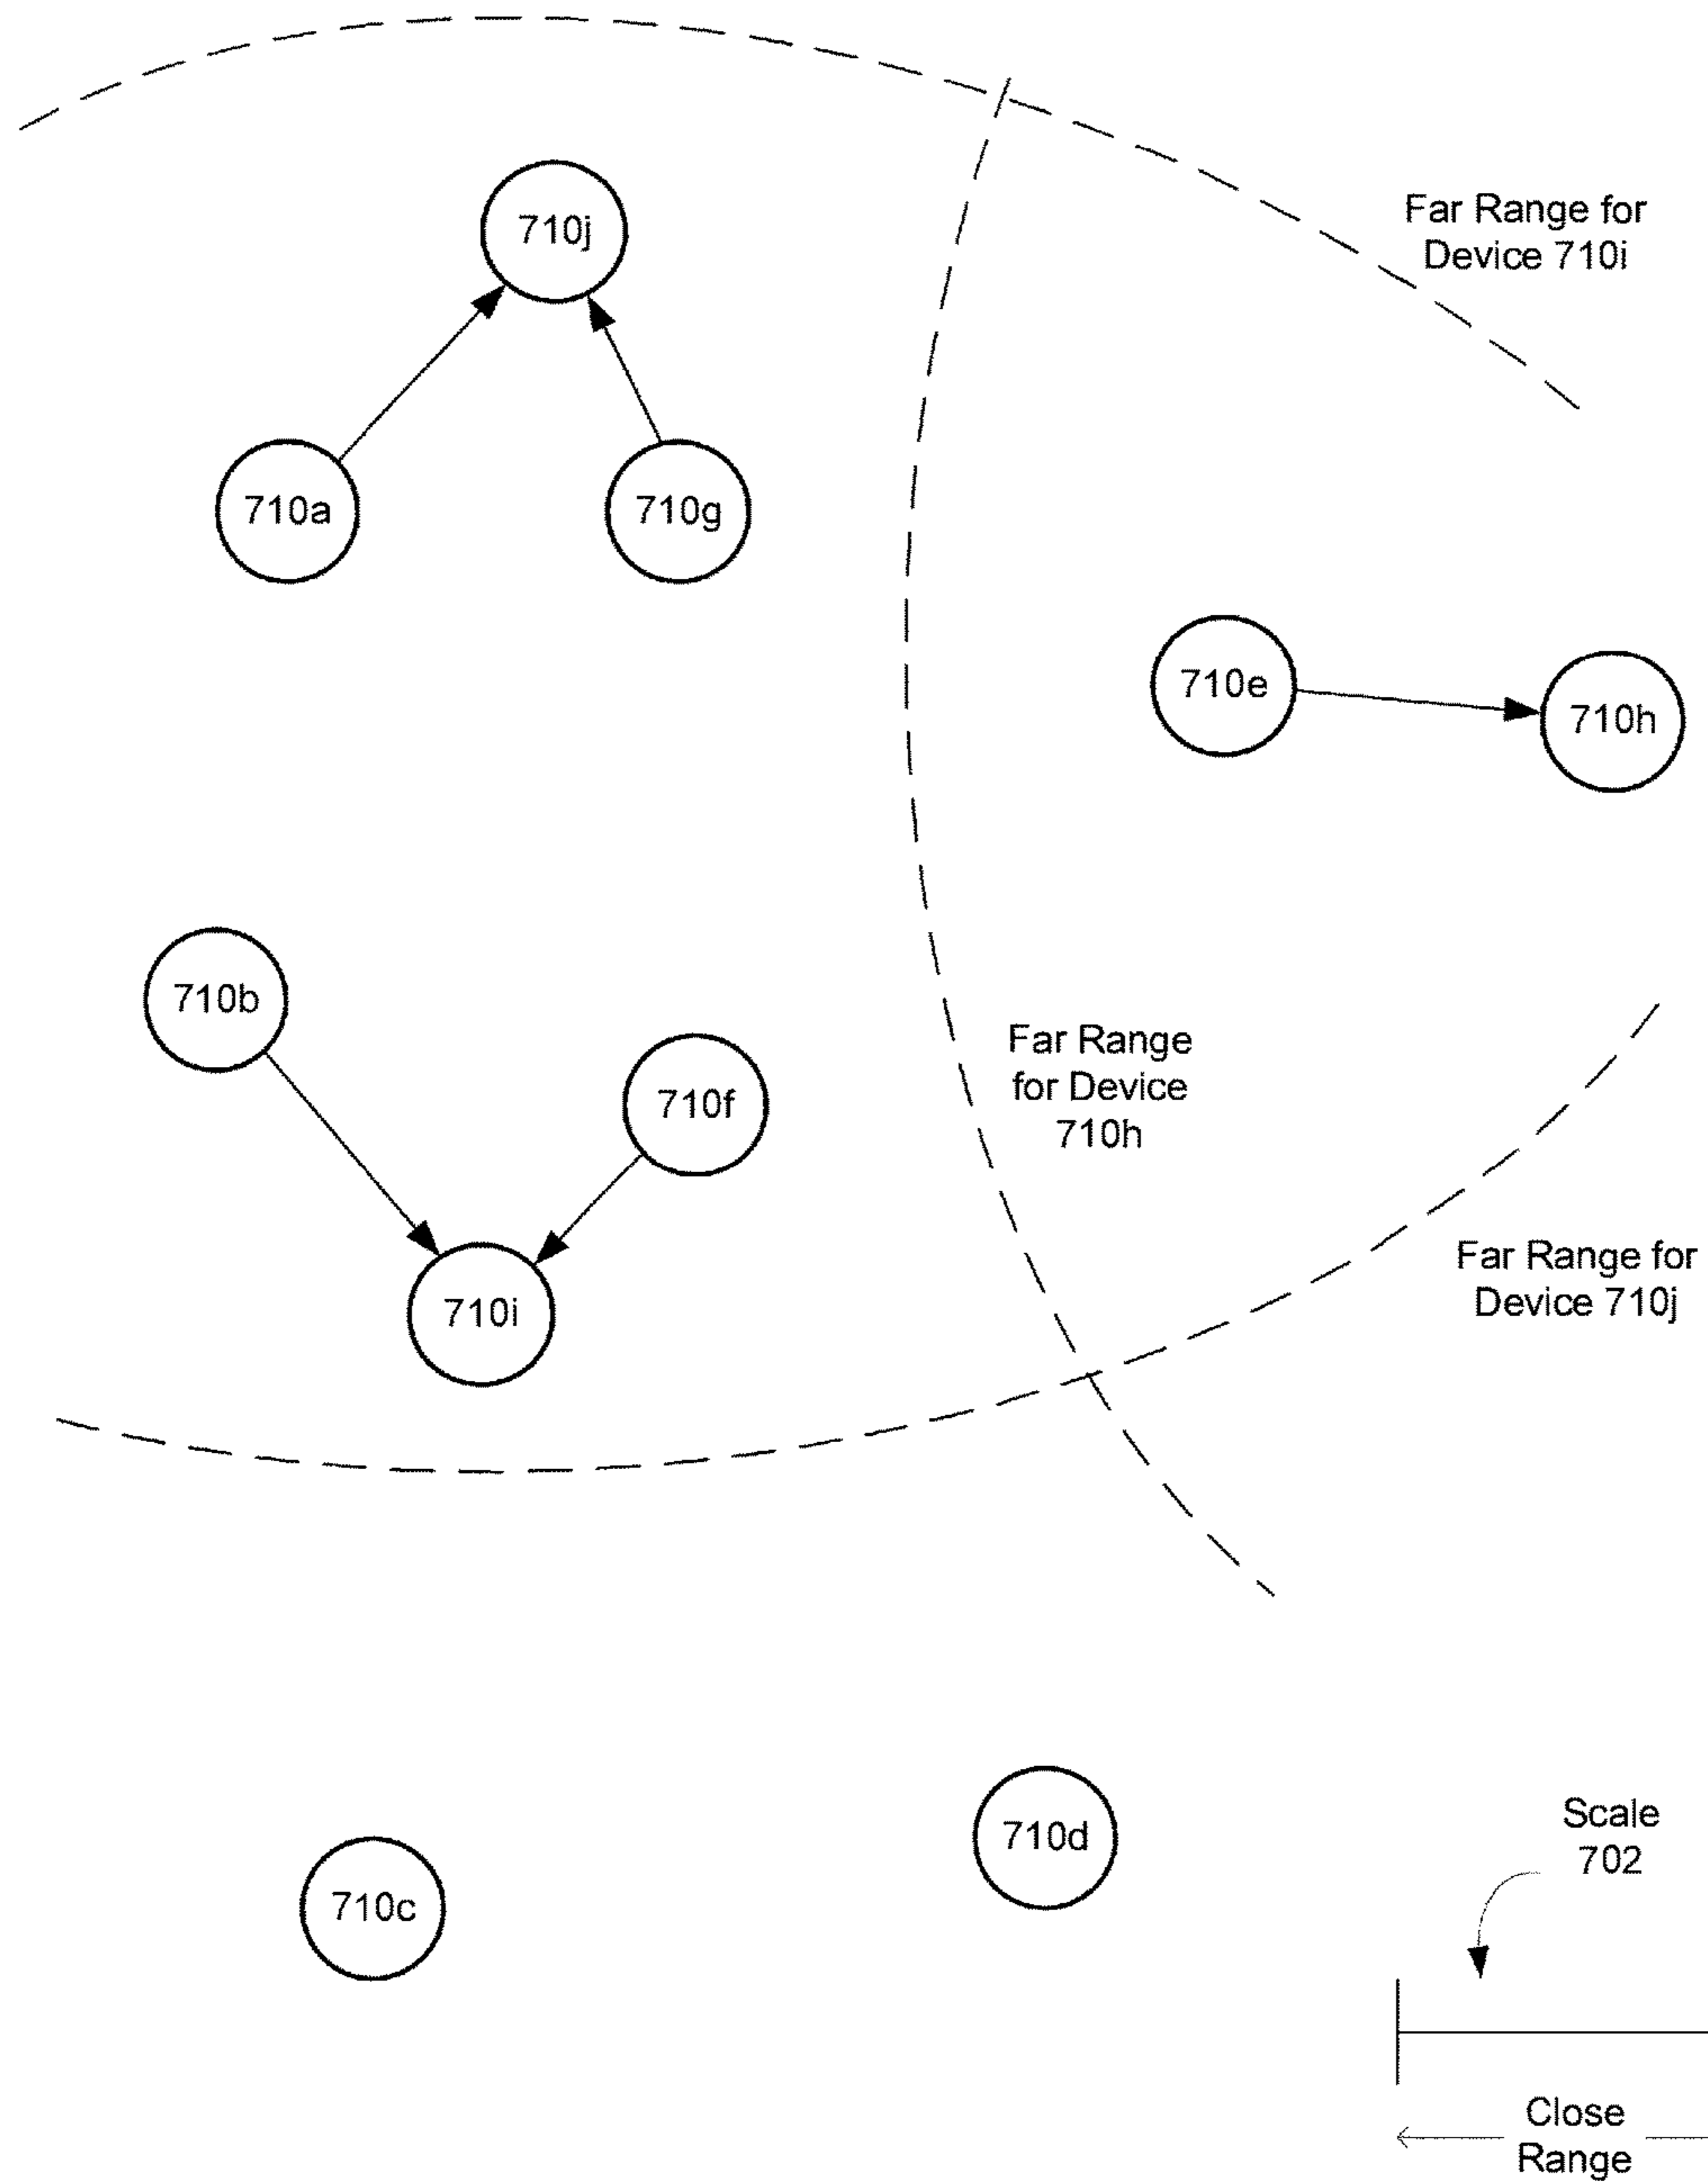 710j
Far Range for
Device 710i
710a
710g
710e
710h
710b
710f
Far Range
for Device
710h
710i
Far Range for
Device 710j
710d
Scale
702
710c
Close
Range